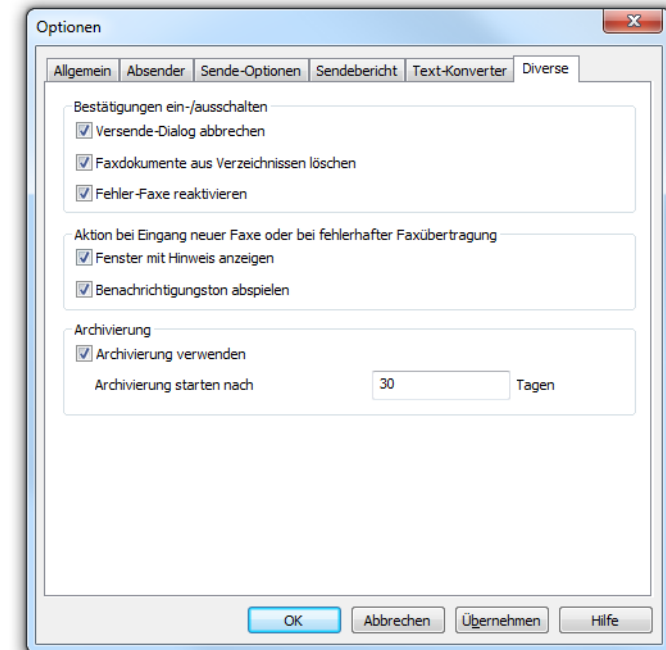 Optionen
Allgemein Absender Sende-Optionen Sendebericht Text-Konverter Diverse
Bestätigungen ein-/ausschalten
Versende-Dialog abbrechen
Faxdokumente aus Verzeichnissen löschen
Fehler-Faxe reaktivieren
Aktion bei Eingang neuer Faxe oder bei fehlerhafter Faxübertragung
Fenster mit Hinweis anzeigen
Benachrichtigungston abspielen
Archivierung
Archivierung verwenden
Archivierung starten nach 30 Tagen
OK Abbrechen Übernehmen Hilfe